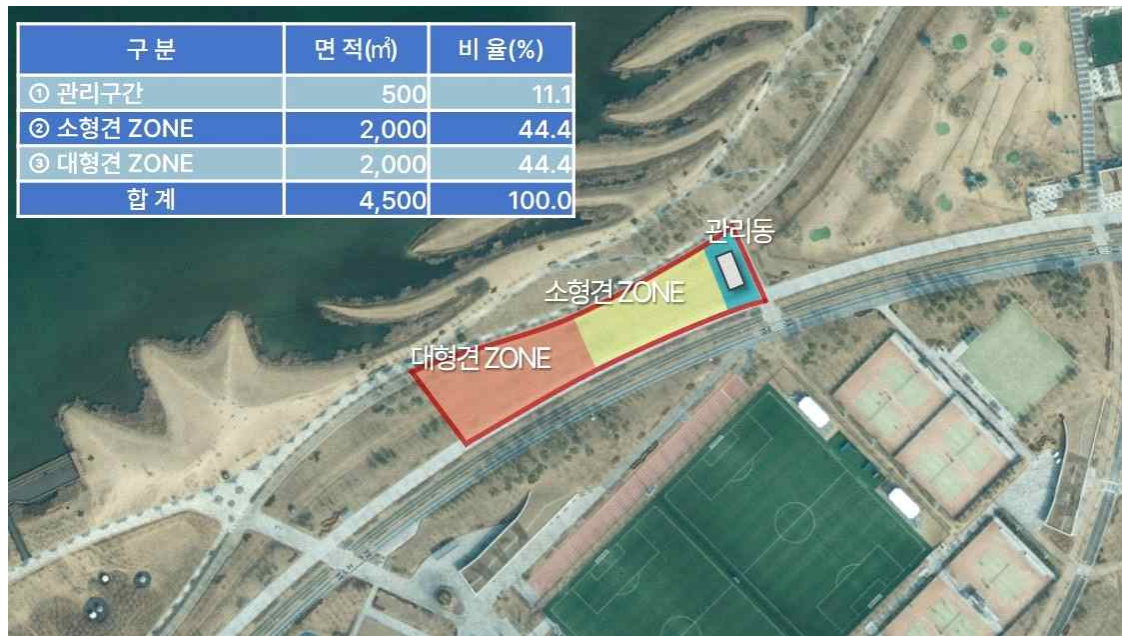 구 분 면 적(㎡) 비 율(%)
① 관리구간 500 11.1
② 소형견 ZONE 2,000 44.4
③ 대형견 ZONE 2,000 44.4
합 계 4,500 100.0
관리동
소형견 ZONE
대형견 ZONE